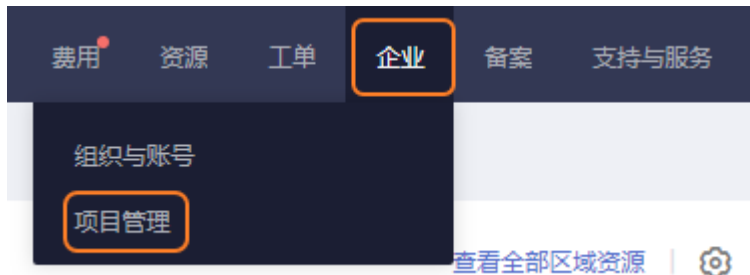 费用 资源 工单 企业 备案 支持与服务
组织与账号
项目管理
查看全部区域资源